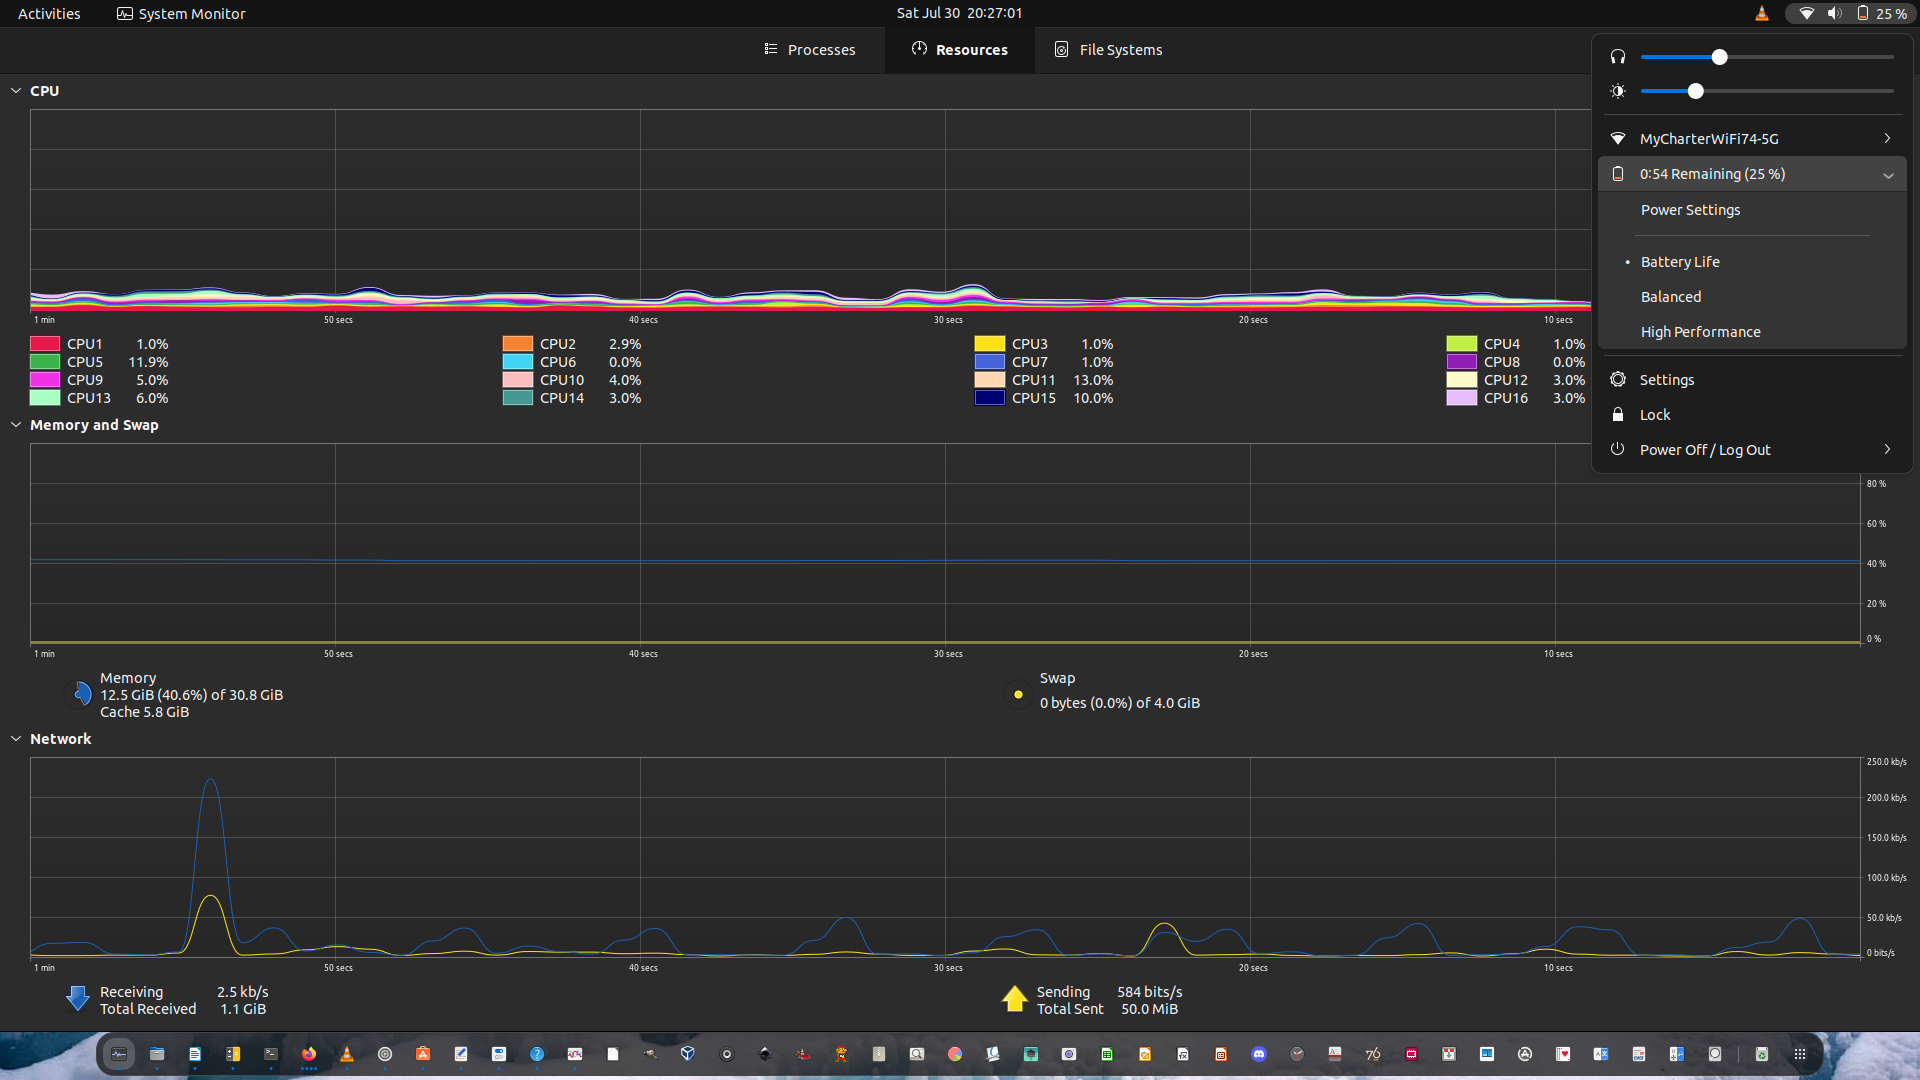 Activities
System Monitor
Sat Jul 30 20:27:01
25 %
Processes
Resources
File Systems
CPU
1 min
50 secs
40 secs
30 secs
20 secs
10 secs
CPU1 1.0%
CPU2 2.9%
CPU3 1.0%
CPU4 1.0%
CPU5 11.9%
CPU6 0.0%
CPU7 1.0%
CPU8 0.0%
CPU9 5.0%
CPU10 4.0%
CPU11 13.0%
CPU12 3.0%
CPU13 6.0%
CPU14 3.0%
CPU15 10.0%
CPU16 3.0%
MyCharterWiFi74-5G
0:54 Remaining (25 %)
Power Settings
Battery Life
Balanced
High Performance
Settings
Lock
Power Off / Log Out
Memory and Swap
80 %
60 %
40 %
20 %
0 %
1 min
50 secs
40 secs
30 secs
20 secs
10 secs
Memory
12.5 GiB (40.6%) of 30.8 GiB
Cache 5.8 GiB
Swap
0 bytes (0.0%) of 4.0 GiB
Network
250.0 kb/s
200.0 kb/s
150.0 kb/s
100.0 kb/s
50.0 kb/s
0 bits/s
1 min
50 secs
40 secs
30 secs
20 secs
10 secs
Receiving 2.5 kb/s
Total Received 1.1 GiB
Sending 584 bits/s
Total Sent 50.0 MiB